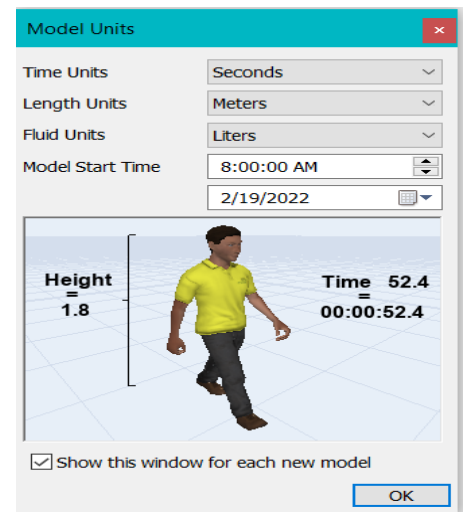 Model Units
Time Units Seconds
Length Units Meters
Fluid Units Liters
Model Start Time 8:00:00 AM
2/19/2022
Height
=
1.8
Time 52.4
=
00:00:52.4
Show this window for each new model
OK